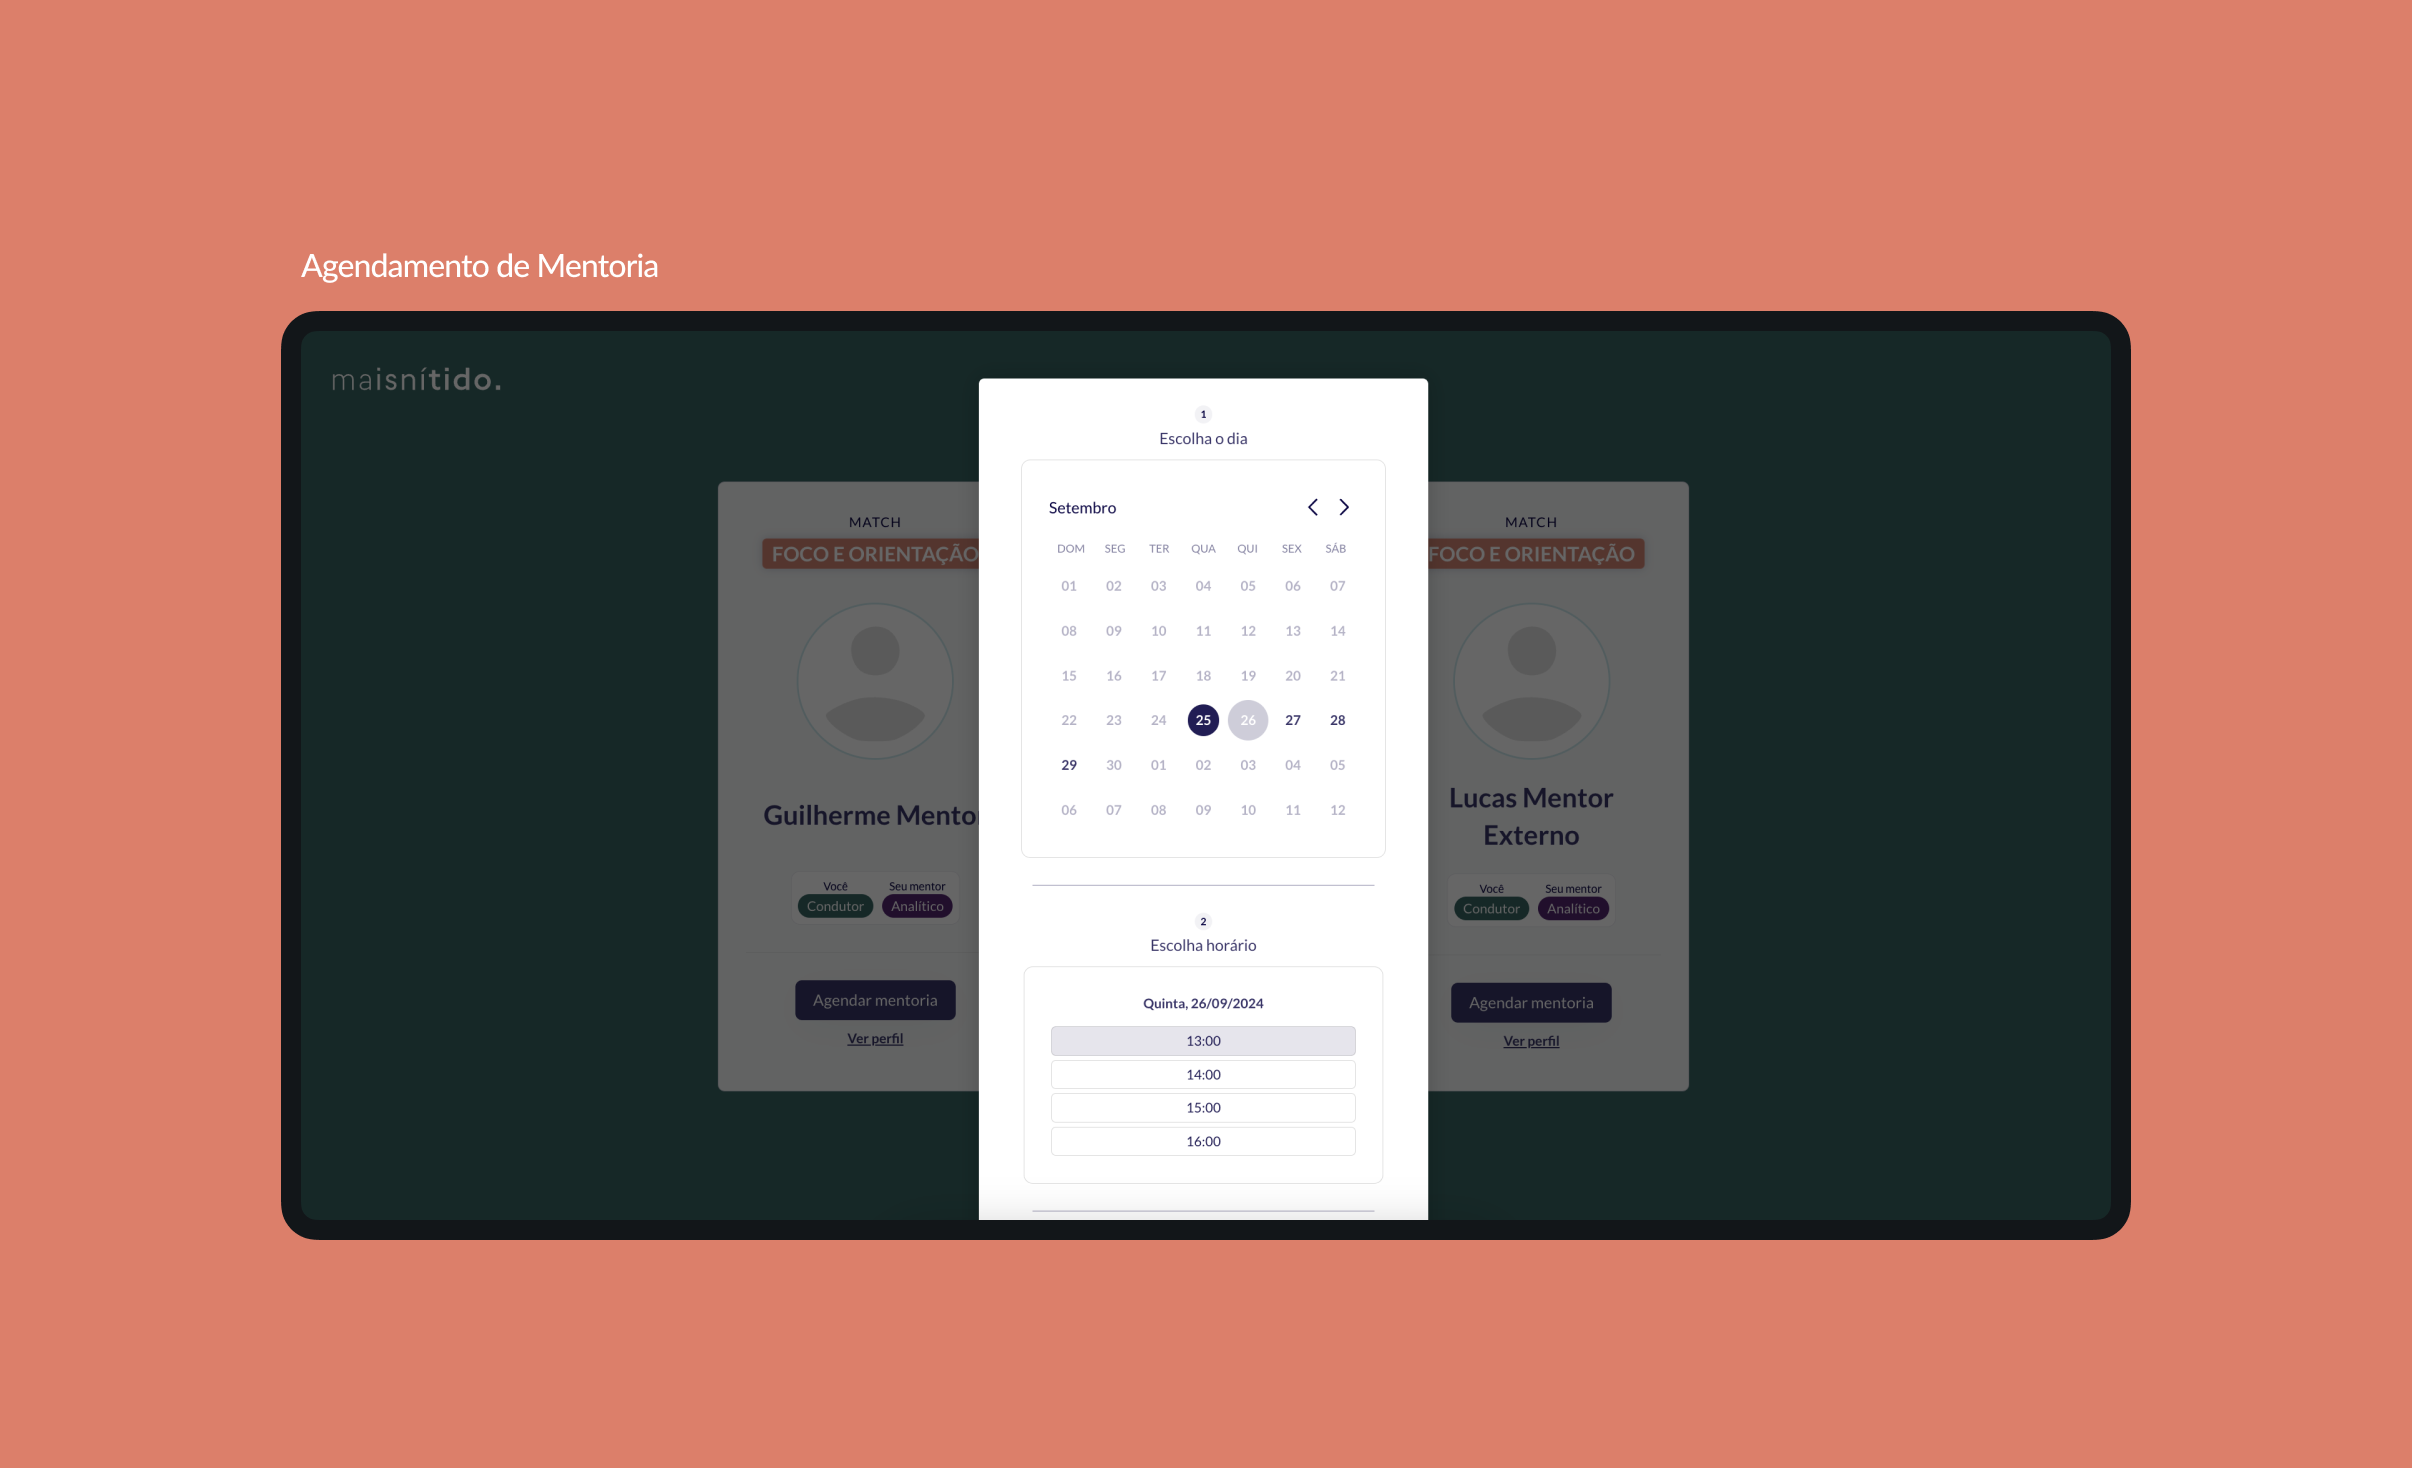 Agendamento de Mentoria
maisnítido.
MATCH
FOCO E ORIENTAÇÃO
Guilherme
Você Seu mentor
Condutor Analítico
Agendar mentoria
Ver perfil
1
Escolha o dia
Setembro
DOM SEG TER QUA QUI SEX SÁB
01 02 03 04 05 06 07
08 09 10 11 12 13 14
15 16 17 18 19 20 21
22 23 24 25 26 27 28
29 30 01 02 03 04 05
06 07 08 09 10 11 12
2
Escolha horário
Quinta, 26/09/2024
13:00
14:00
15:00
16:00
MATCH
FOCO E ORIENTAÇÃO
Lucas Mentor
Externo
Você Seu mentor
Condutor Analítico
Agendar mentoria
Ver perfil